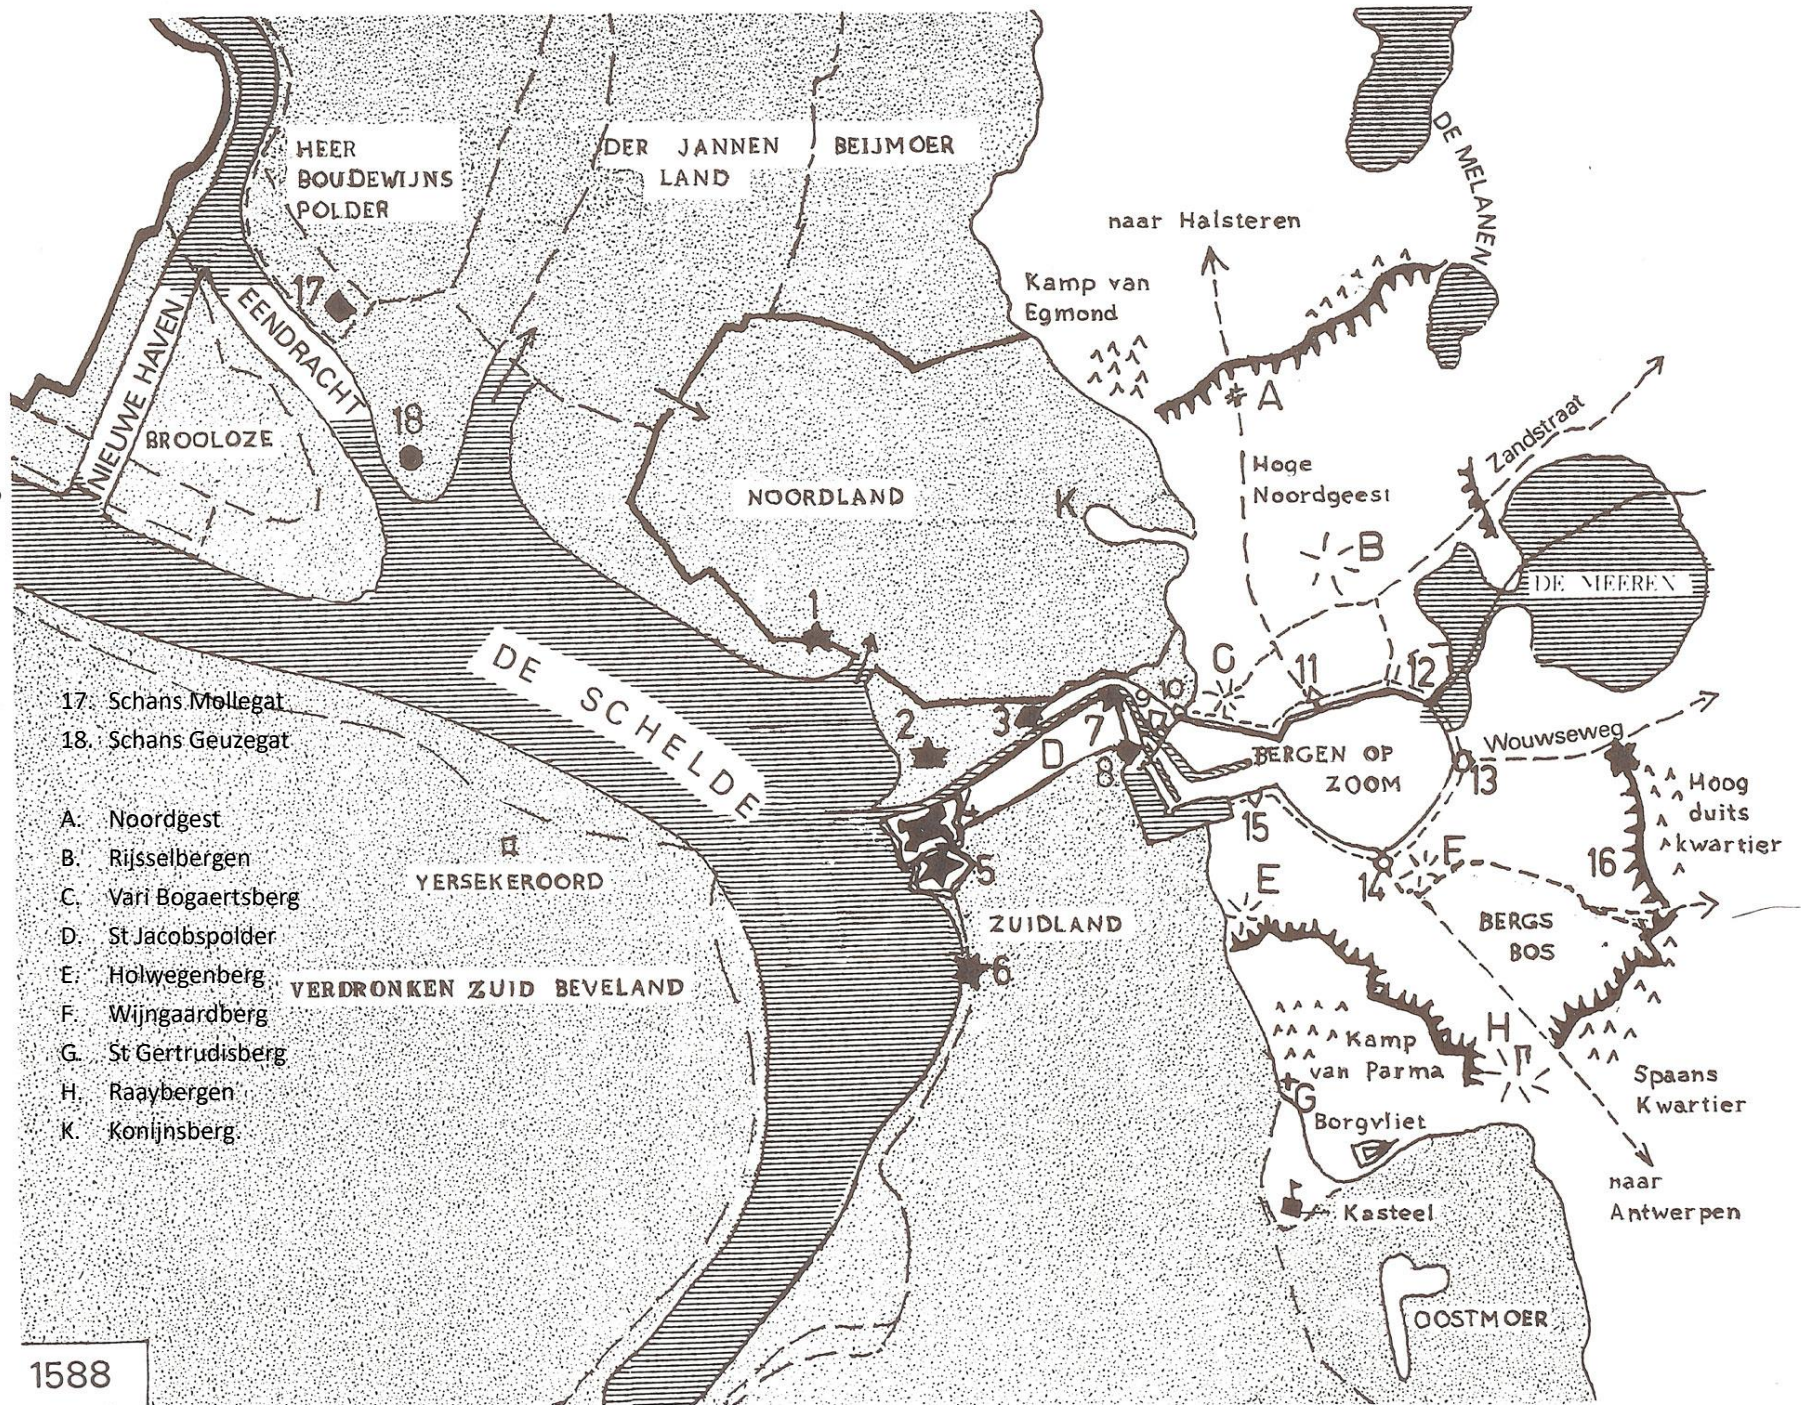 HEER
BOUDEWIJNS
POLDER
DER JANNEN
LAND
BEIJMOER
DE MELANEN
naar Halsteren
Kamp van
Egmond
17
NIEUWE HAVEN
EENDRACHT
18
BROOLOZE
A
Zandstraat
Hoge
Noordgeest
NOORDLAND
K
B
DE MEEREN
1
DE SCHELDE
C
11
12
2
3
7
9
10
D
8
BERGEN OP
ZOOM
Wouwseweg
13
Hoog
duits
kwartier
4
5
15
14
F
16
E
YERSEKEROORD
ZUIDLAND
BERGS
BOS
6
VERDRONKEN ZUID BEVELAND
Kamp
van Parma
H
G
Spaans
Kwartier
Borgvliet
Kasteel
naar
Antwerpen
OOSTMOER
17. Schans Mollegat
18. Schans Geuzegat
A. Noordgest
B. Rijsselbergen
C. Vari Bogaertsberg
D. St Jacobspolder
E. Holwegenberg
F. Wijngaardberg
G. St Gertrudisberg
H. Raaybergen
K. Konijnsberg.
1588